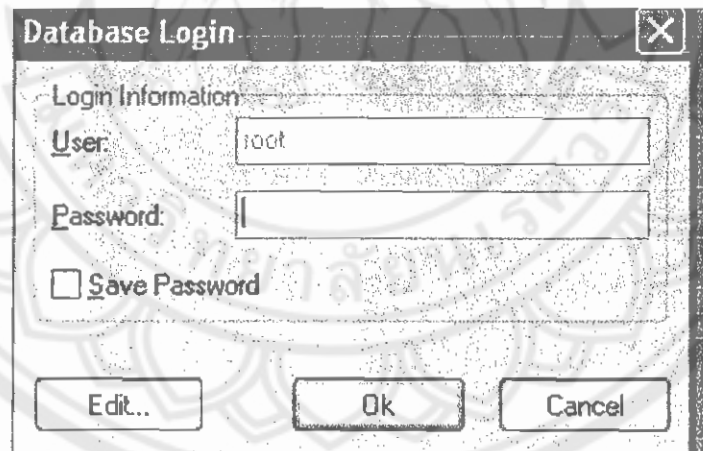 Database Login
Login Information
User: root
Password:
Save Password
Edit.. Ok Cancel